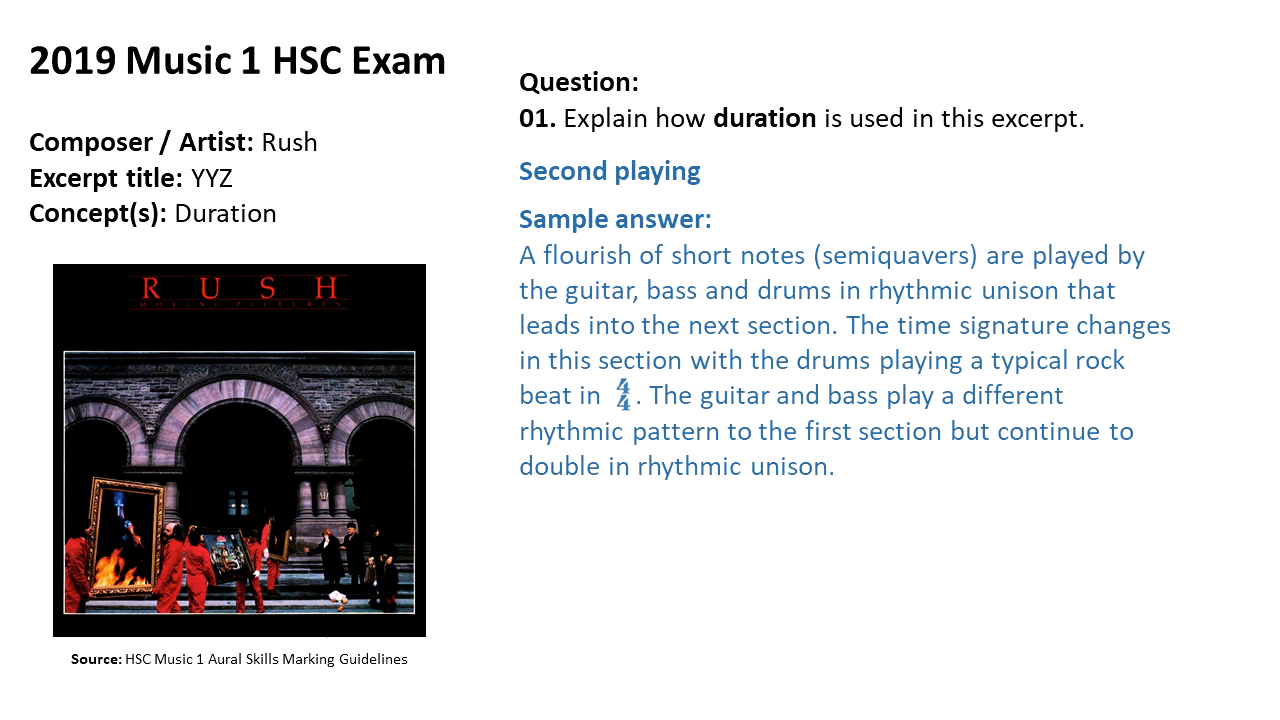 2019 Music 1 HSC Exam
Composer / Artist: Rush
Excerpt title: YYZ
Concept(s): Duration
RUSH
MOVING PICTURES
Source: HSC Music 1 Aural Skills Marking Guidelines
Question:
01. Explain how duration is used in this excerpt.
Second playing
Sample answer:
A flourish of short notes (semiquavers) are played by
the guitar, bass and drums in rhythmic unison that
leads into the next section. The time signature changes
in this section with the drums playing a typical rock
beat in 4/4. The guitar and bass play a different
rhythmic pattern to the first section but continue to
double in rhythmic unison.